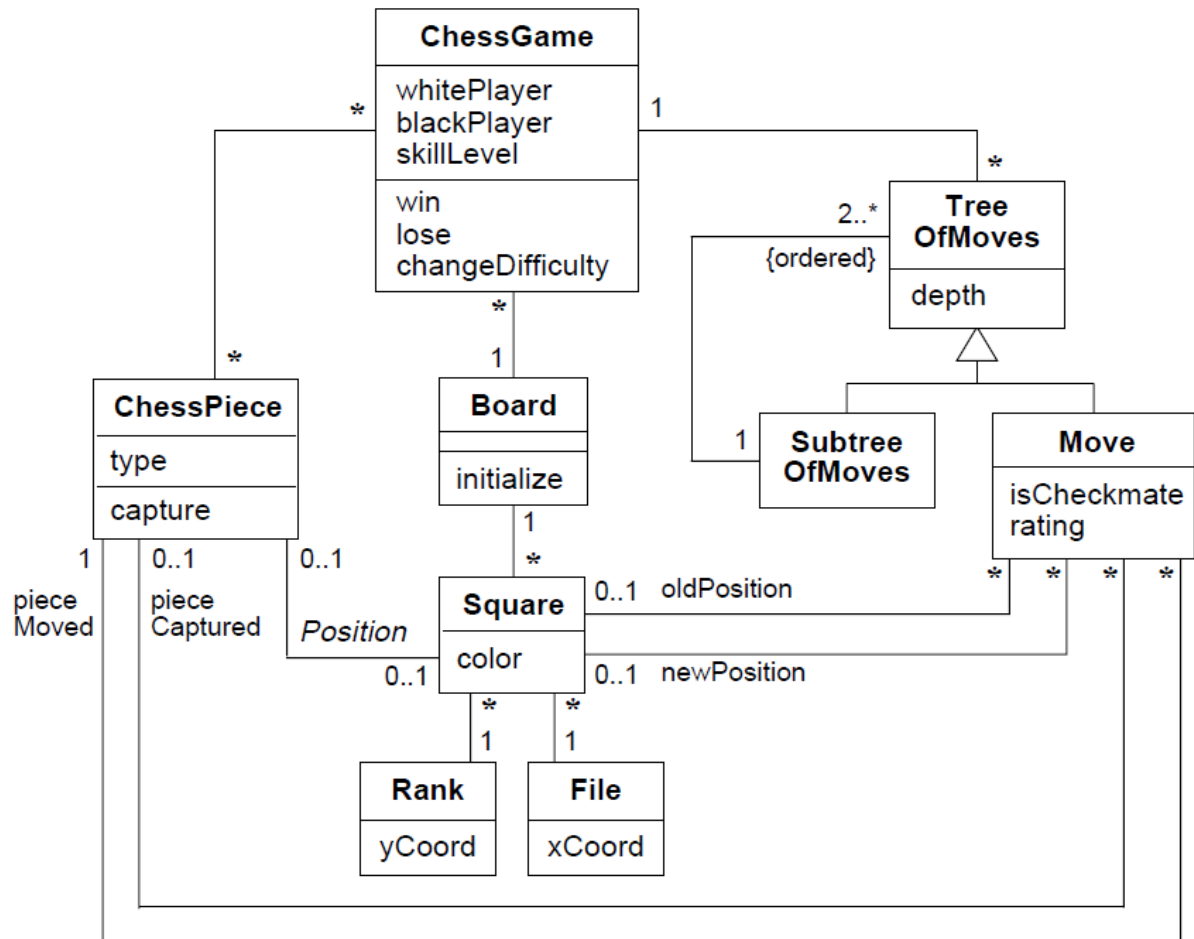 ChessGame
whitePlayer
blackPlayer
skillLevel
win
lose
changeDifficulty
*
1
*
*
*
1
2..*
{ordered}
1
Tree
OfMoves
depth
ChessPiece
type
capture
Board
initialize
Subtree
OfMoves
Move
isCheckmate
rating
1
0..1
0..1
piece
Moved
piece
Captured
Position
0..1
1
*
Square
color
0..1
oldPosition
0..1
newPosition
*
*
*
*
*
*
1
1
Rank
yCoord
File
xCoord